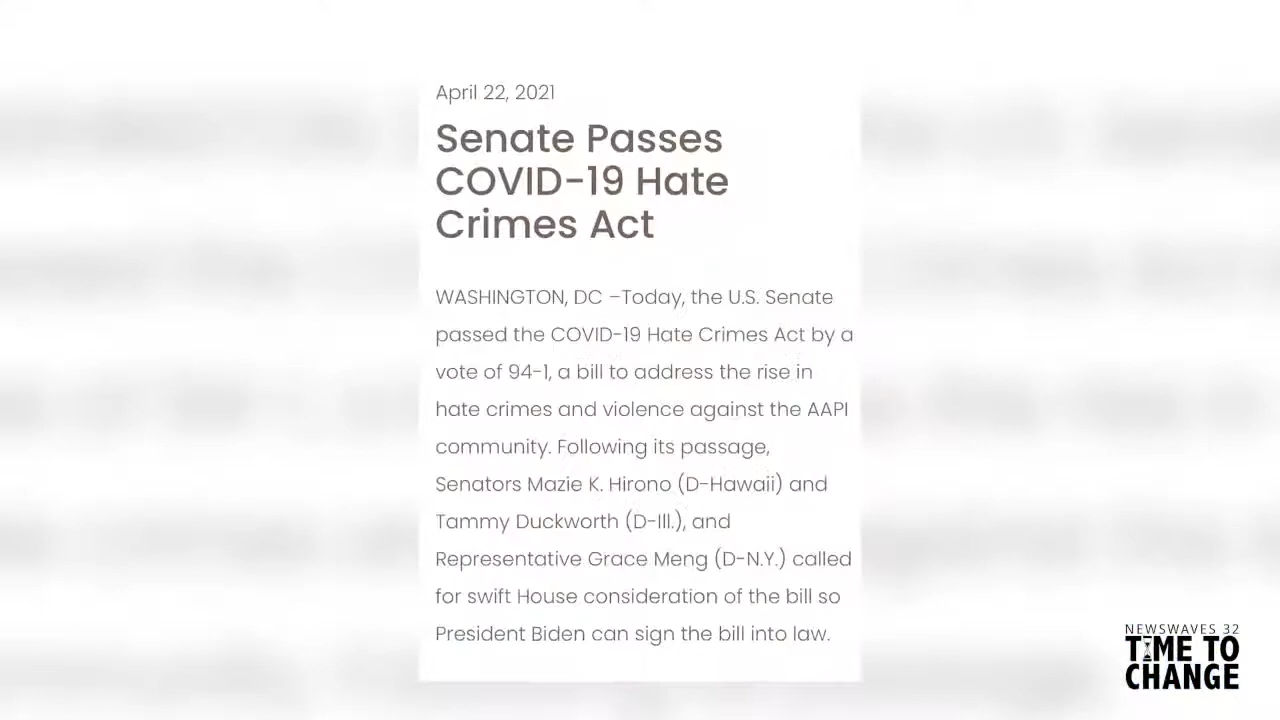 April 22, 2021
Senate Passes
COVID-19 Hate
Crimes Act
WASHINGTON, DC –Today, the U.S. Senate
passed the COVID-19 Hate Crimes Act by a
vote of 94-1, a bill to address the rise in
hate crimes and violence against the AAPI
community. Following its passage,
Senators Mazie K. Hirono (D-Hawaii) and
Tammy Duckworth (D-Ill.), and
Representative Grace Meng (D-N.Y.) called
for swift House consideration of the bill so
President Biden can sign the bill into law.
NEWSWAVES 32
TIME TO
CHANGE